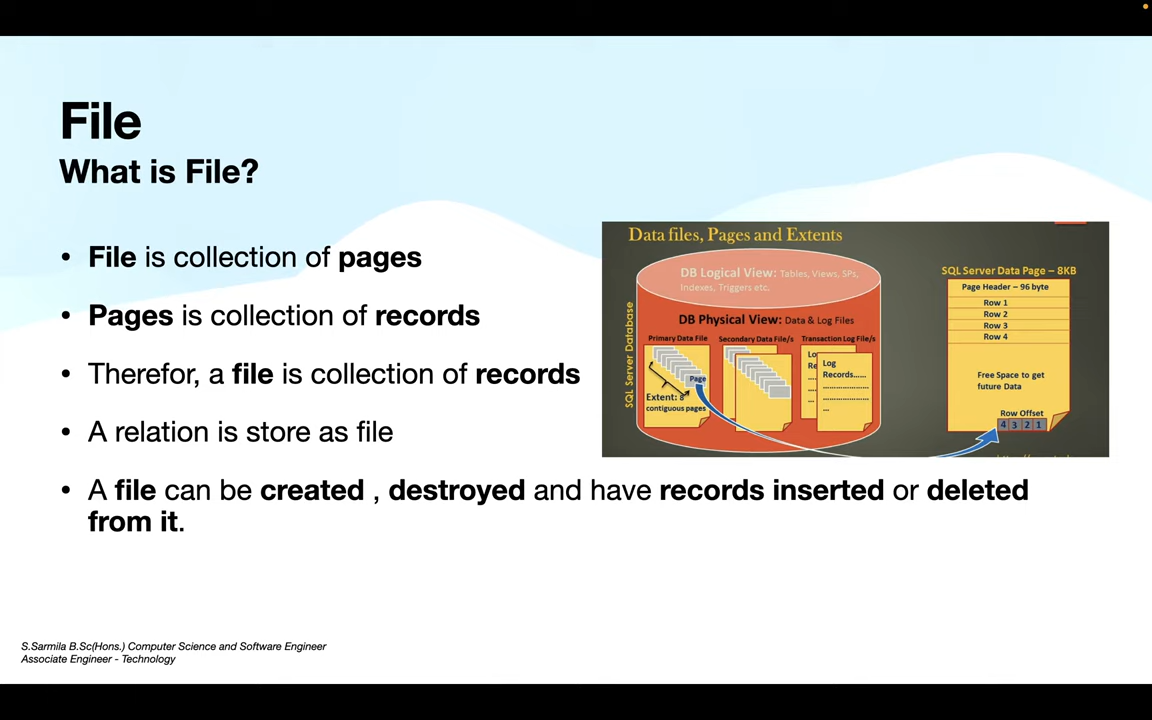 File
What is File?
• File is collection of pages
• Pages is collection of records
• Therefor, a file is collection of records
• A relation is store as file
• A file can be created , destroyed and have records inserted or deleted
from it.
Data files, Pages and Extents
SQL Server Database
DB Logical View: Tables, Views, SPs,
Indexes, Triggers etc.
DB Physical View: Data & Log Files
Primary Data File
Secondary Data File/s
Transaction Log File/s
Page
Extent: 8
contiguous pages
Lo
Re
Log
Records......
SQL Server Data Page – 8KB
Page Header – 96 byte
Row 1
Row 2
Row 3
Row 4
Free Space to get
future Data
Row Offset
4 3 2 1
S.Sarmila B.Sc(Hons.) Computer Science and Software Engineer
Associate Engineer - Technology